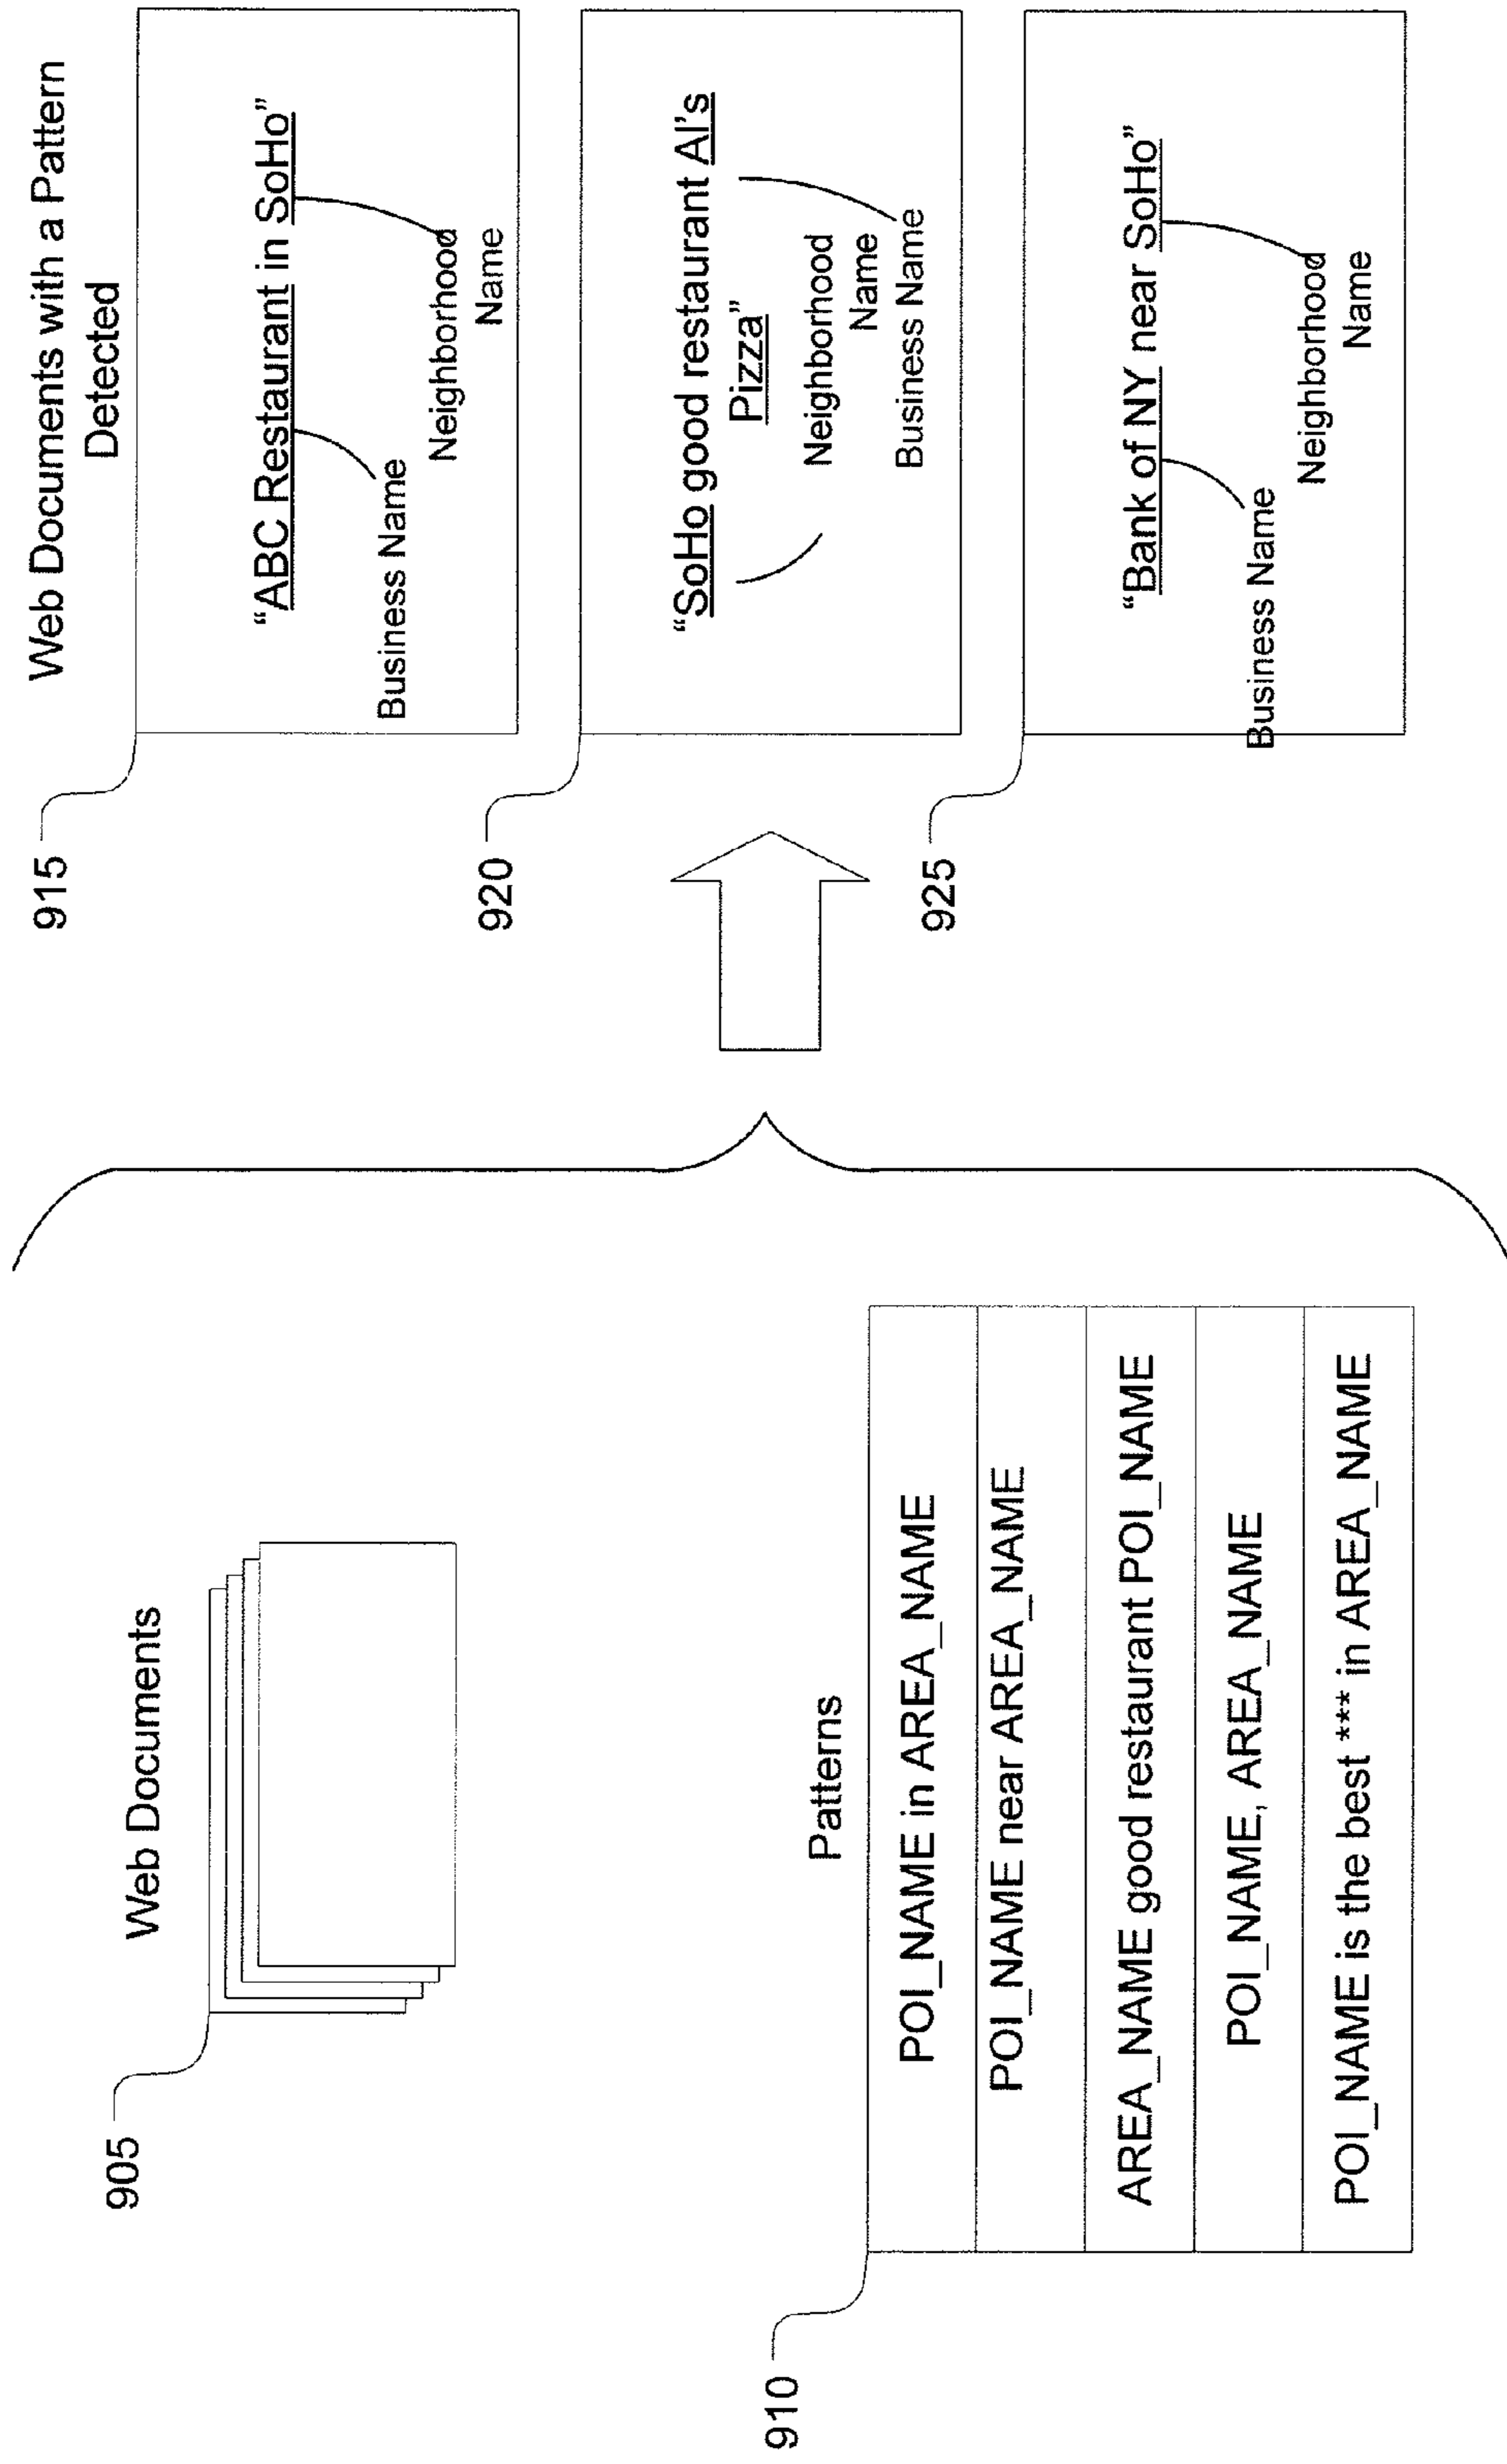 905
Web Documents
910
Patterns
POI_NAME in AREA_NAME
POI_NAME near AREA_NAME
AREA_NAME good restaurant POI_NAME
POI_NAME, AREA_NAME
POI_NAME is the best *** in AREA_NAME
Web Documents with a Pattern
Detected
915
“ABC Restaurant in SoHo”
Business Name
Neighborhood
Name
920
“SoHo good restaurant Al’s
Pizza”
Neighborhood
Name
Business Name
925
“Bank of NY near SoHo”
Business Name
Neighborhood
Name